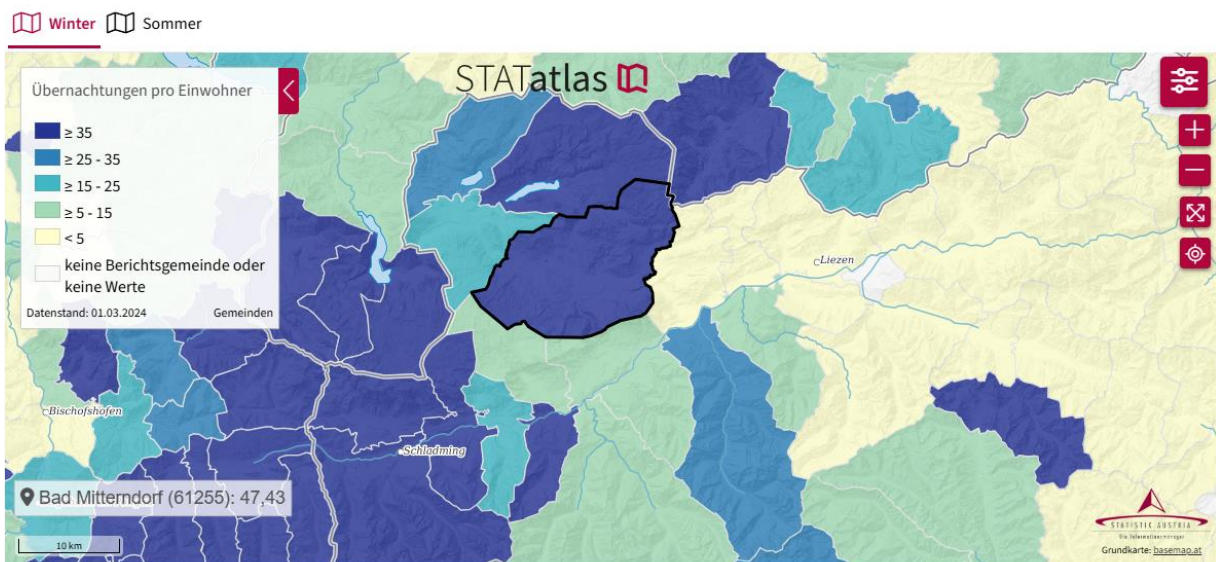 Winter Sommer
STATatlas
Übernachtungen pro Einwohner
≥ 35
≥ 25 - 35
≥ 15 - 25
≥ 5 - 15
< 5
keine Berichtsgemeinde oder
keine Werte
Datenstand: 01.03.2024 Gemeinden
Liezen
Bischofshofen
Schladming
Bad Mitterndorf (61255): 47,43
10 km
STATISTIK AUSTRIA
Die Informationsmanager
Grundkarte: basemap.at